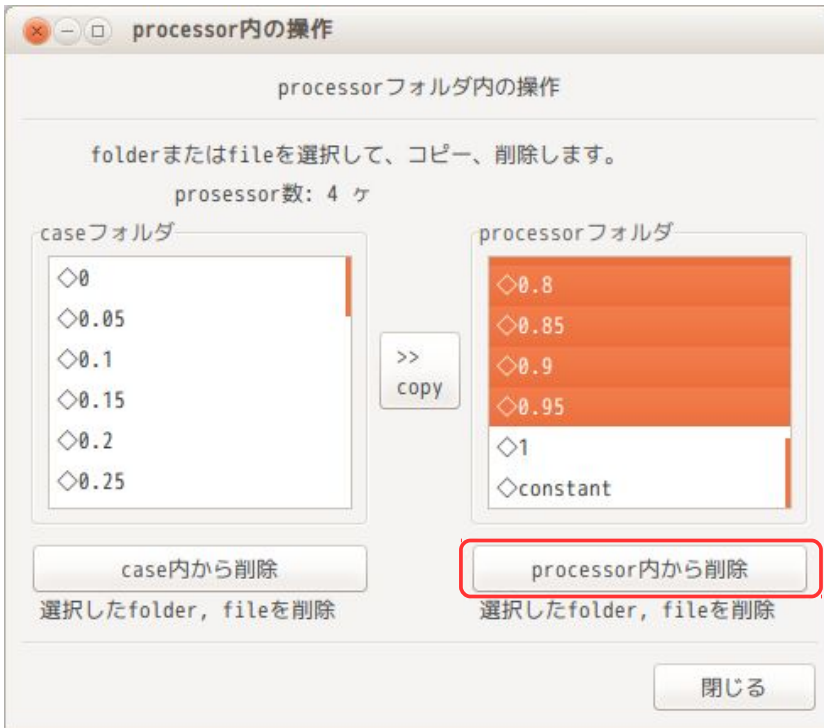 processor内の操作
processorフォルダ内の操作
folderまたはfileを選択して、コピー、削除します。
prosessor数: 4 ヶ
caseフォルダ
◇0
◇0.05
◇0.1
◇0.15
◇0.2
◇0.25
>>
copy
processorフォルダ
◇0.8
◇0.85
◇0.9
◇0.95
◇1
◇constant
case内から削除
選択したfolder, fileを削除
processor内から削除
選択したfolder, fileを削除
閉じる